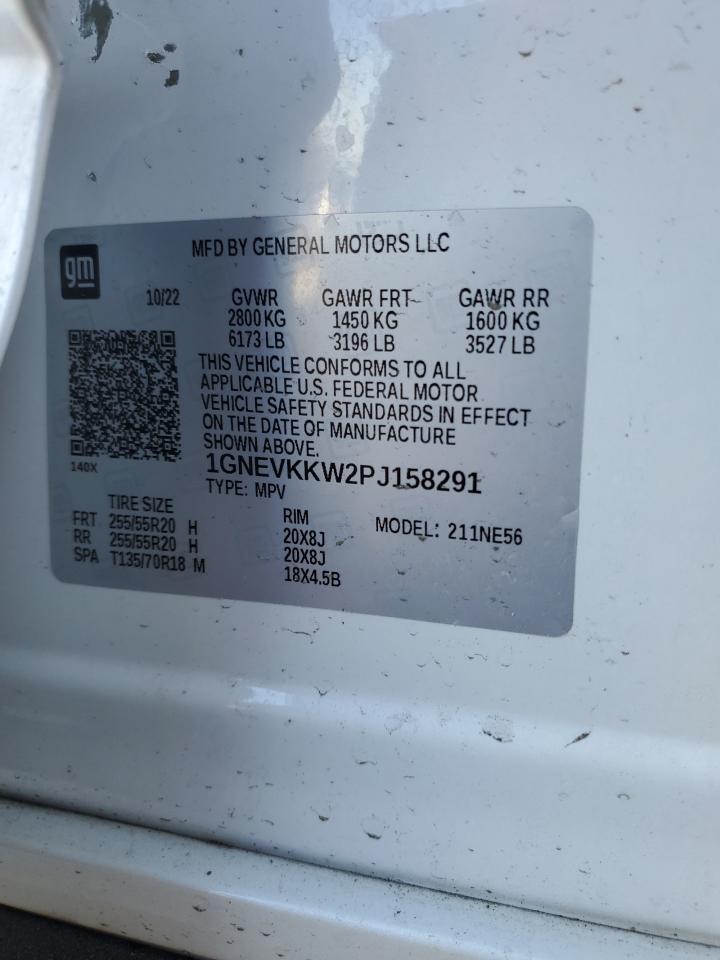 MFD BY GENERAL MOTORS LLC
gm
10/22 GVWR GAWR FRT GAWR RR
2800 KG 1450 KG 1600 KG
6173 LB 3196 LB 3527 LB
THIS VEHICLE CONFORMS TO ALL
APPLICABLE U.S. FEDERAL MOTOR
VEHICLE SAFETY STANDARDS IN EFFECT
ON THE DATE OF MANUFACTURE
SHOWN ABOVE.
140X
1GNEVKKW2PJ158291
TYPE: MPV
TIRE SIZE RIM MODEL: 211NE56
FRT 255/55R20 H 20X8J
RR 255/55R20 H 20X8J
SPA T135/70R18 M 18X4.5B